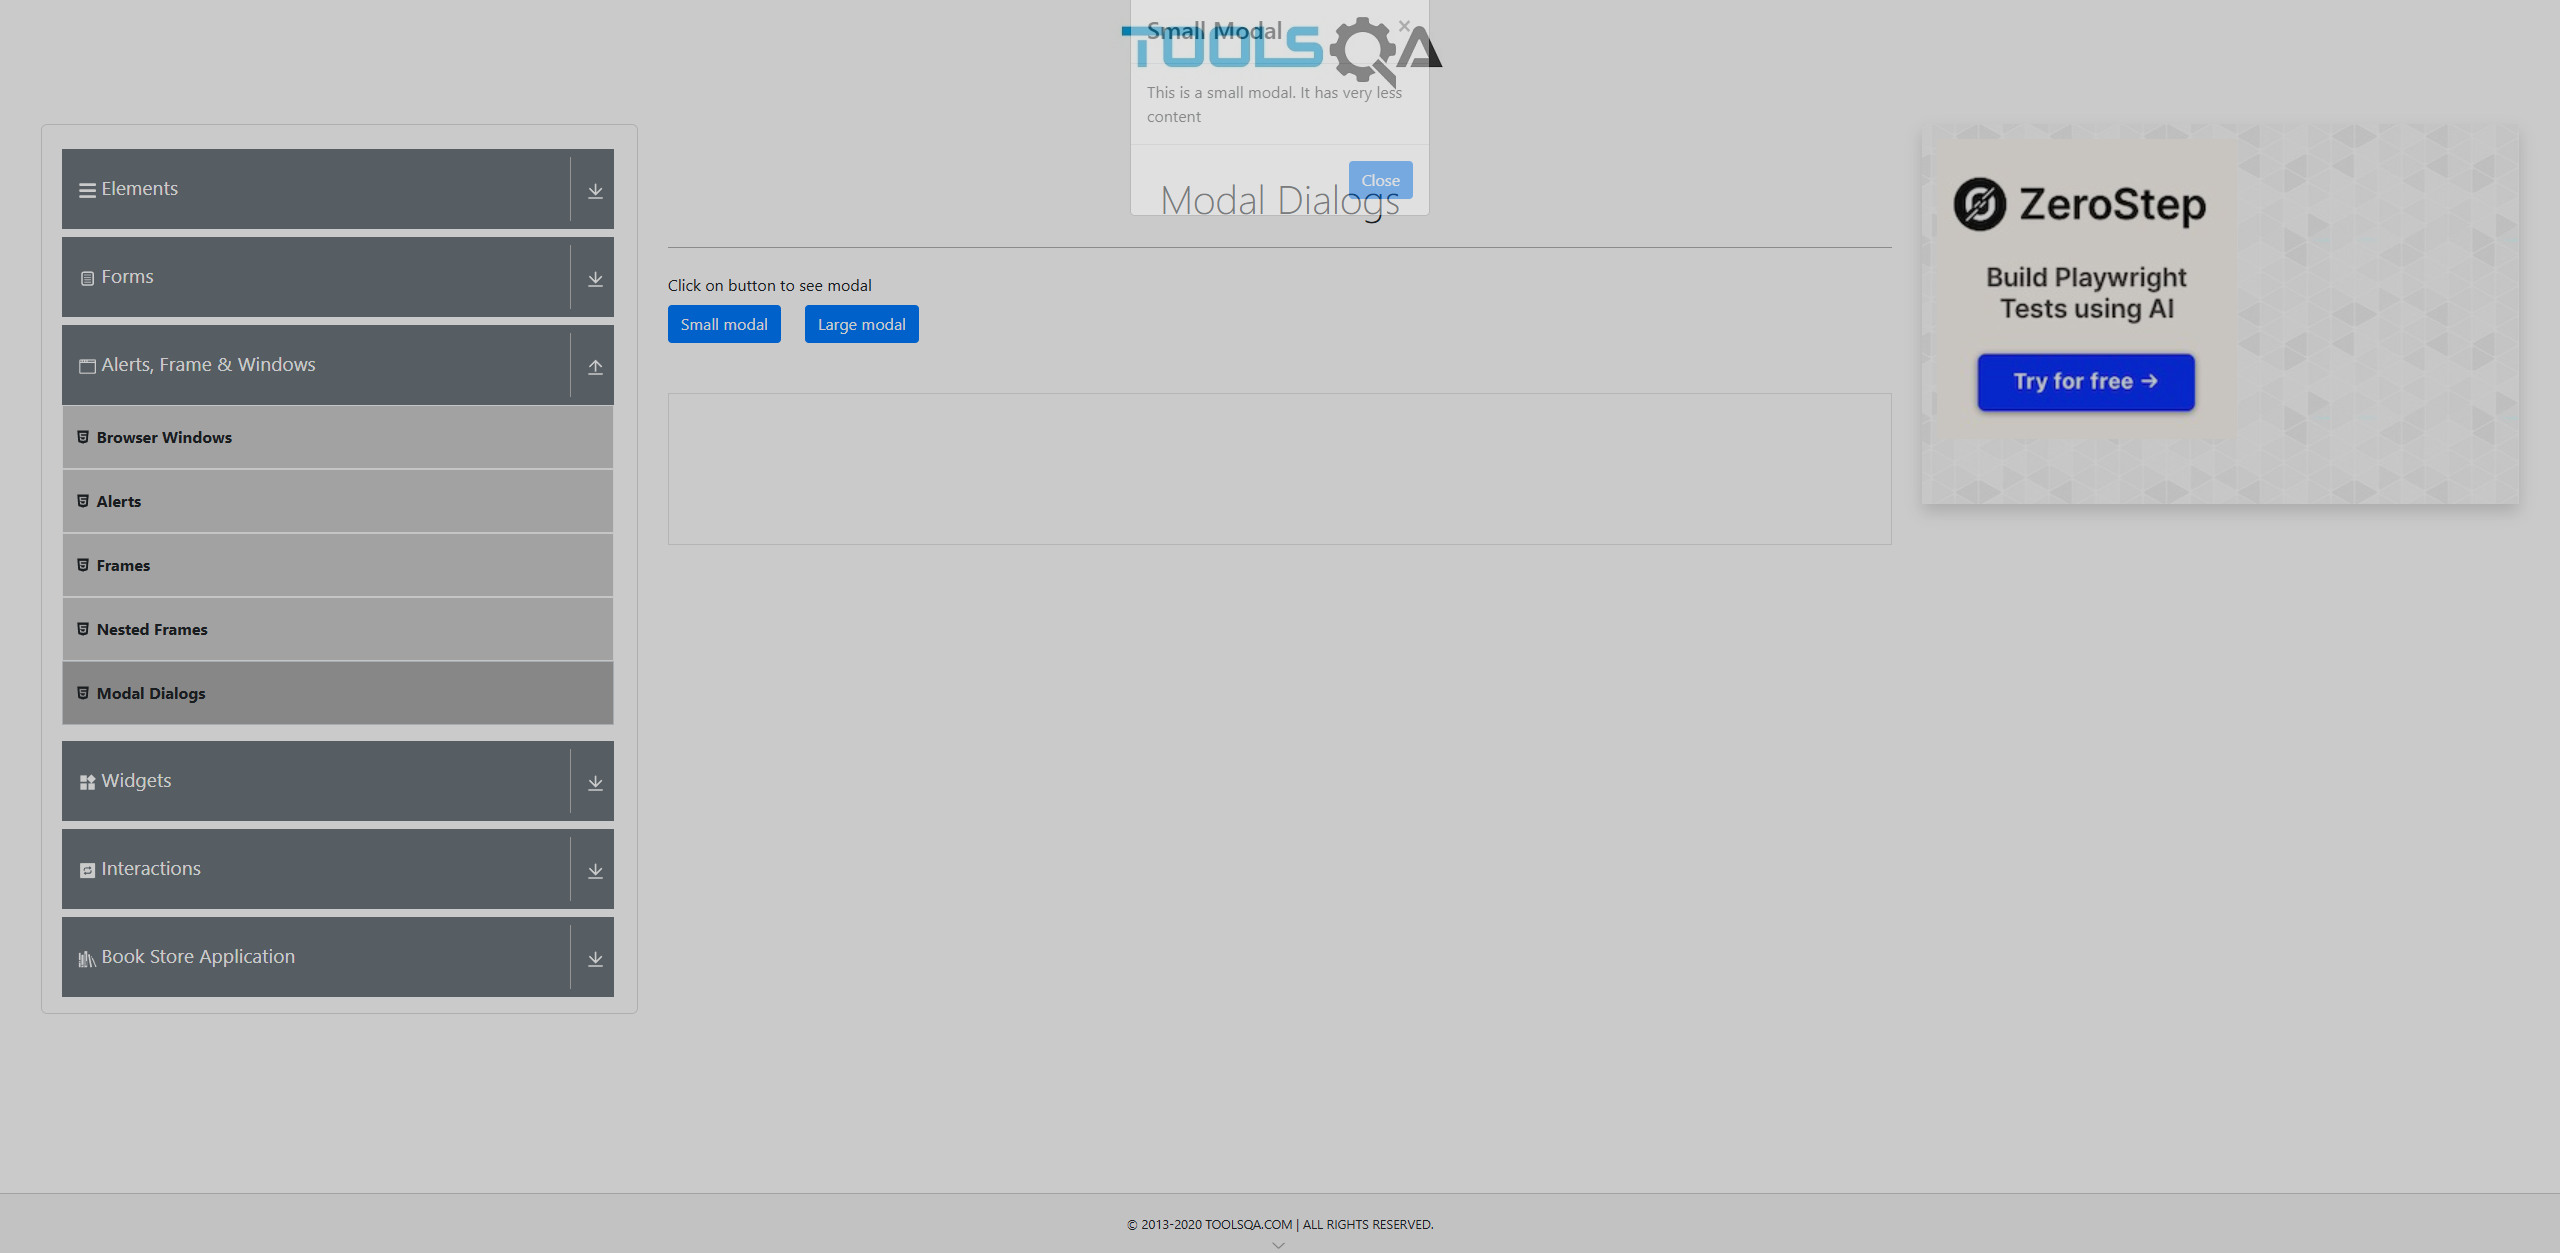 TOOLSQA
Small Modal
×
This is a small modal. It has very less
content
Close
Modal Dialogs
Elements
Forms
Alerts, Frame & Windows
Browser Windows
Alerts
Frames
Nested Frames
Modal Dialogs
Widgets
Interactions
Book Store Application
Click on button to see modal
Small modal
Large modal
ZeroStep
Build Playwright
Tests using AI
Try for free →
© 2013-2020 TOOLSQA.COM | ALL RIGHTS RESERVED.